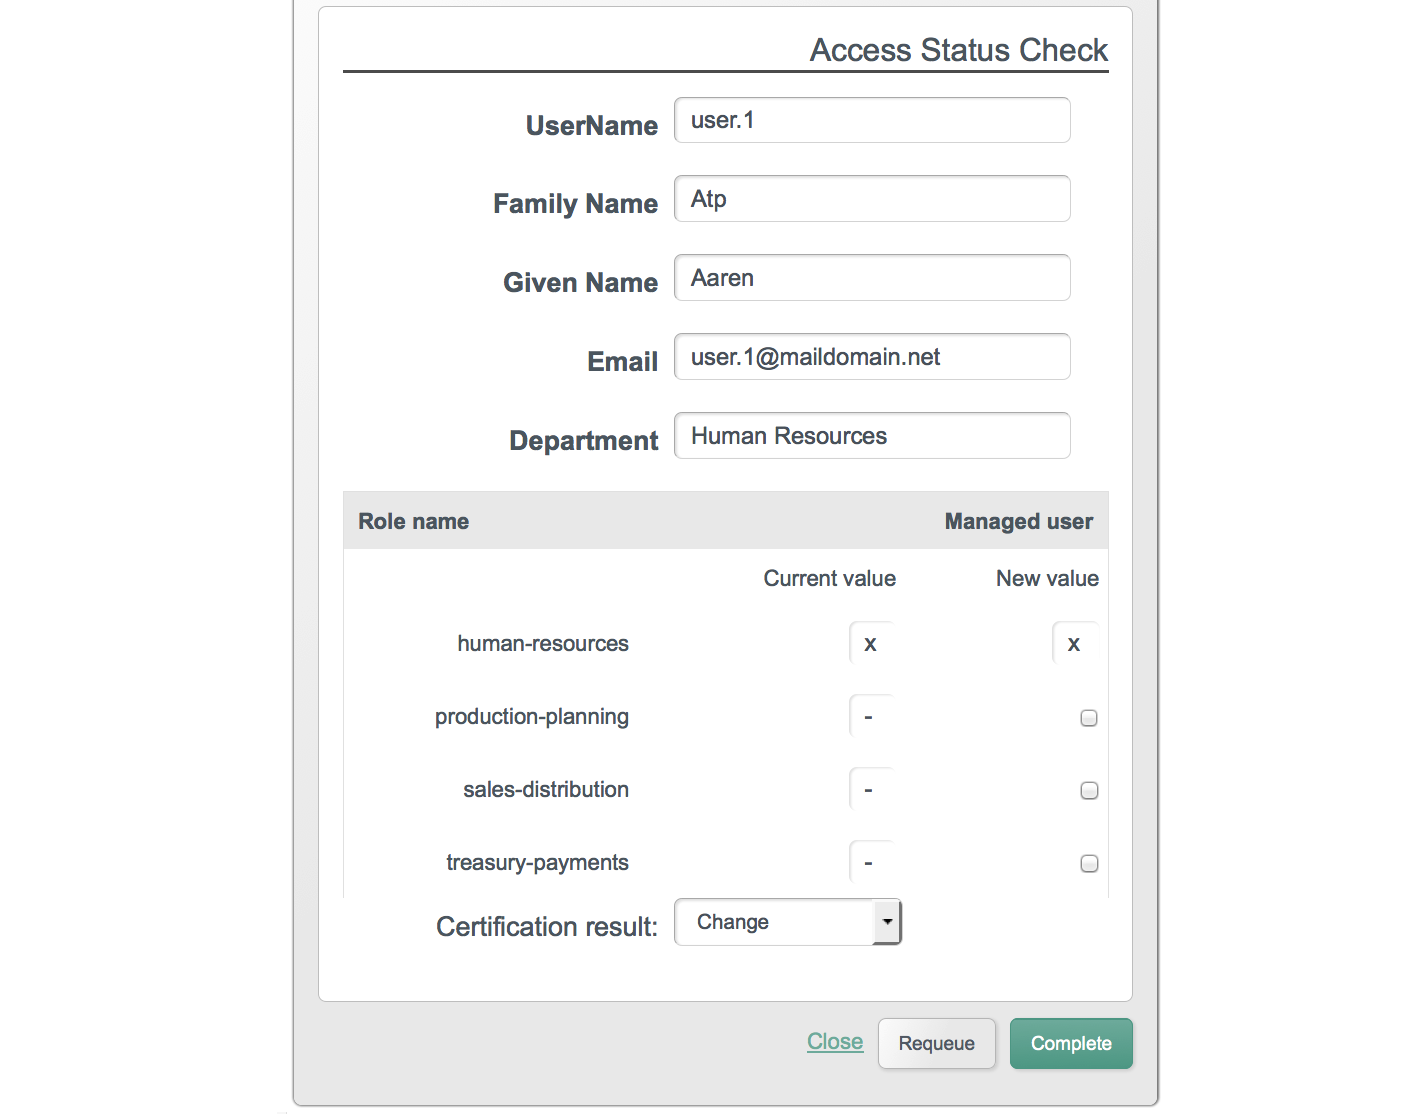 Access Status Check
UserName user.1
Family Name Atp
Given Name Aaren
Email user.1@maildomain.net
Department Human Resources
Role name Managed user
Current value New value
human-resources x x
production-planning -
sales-distribution -
treasury-payments -
Certification result: Change
Close Requeue Complete